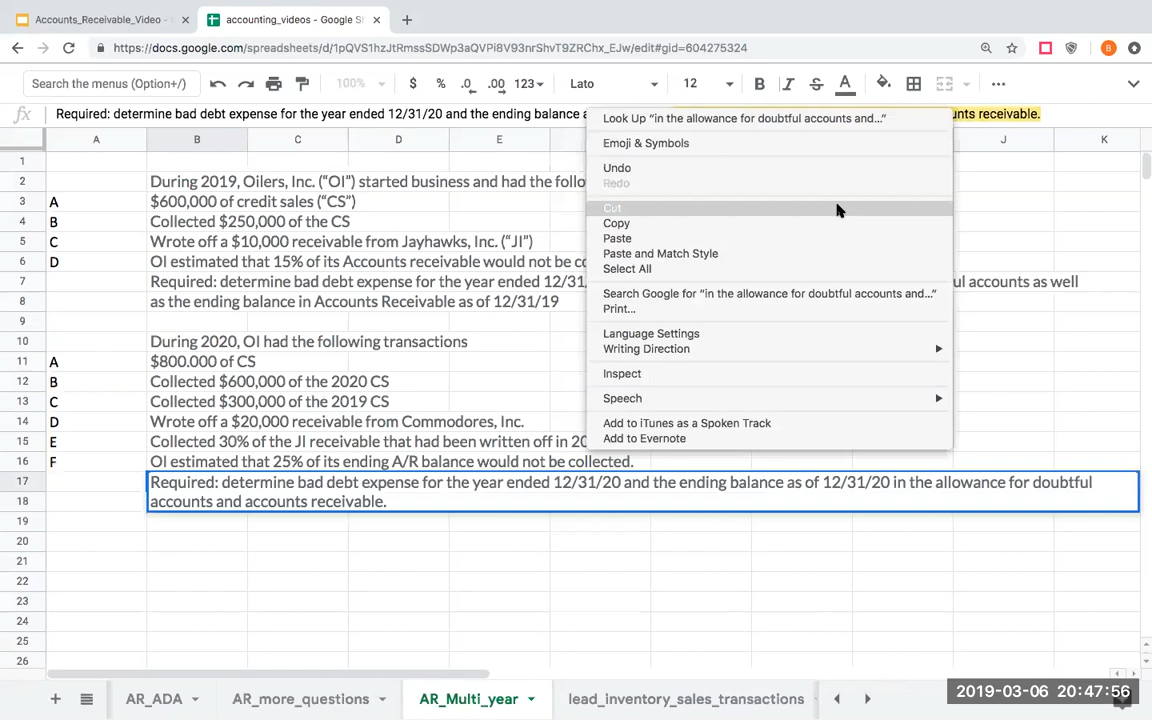 Accounts_Receivable_Video -
accounting_videos - Google S
https://docs.google.com/spreadsheets/d/1pQVS1hzJtRmssSDWp3aQVPi8V93nrShvT9ZRChx_EJw/edit#gid=604275324
Search the menus (Option+/)
100%
$
%
.0
.00
123
Lato
12
B
I
S
A
fx
Required: determine bad debt expense for the year ended 12/31/20 and the ending balance a
unts receivable.
A B C D E J K
1
2 During 2019, Oilers, Inc. (“OI”) started business and had the follo
3 A $600,000 of credit sales (“CS”)
4 B Collected $250,000 of the CS
5 C Wrote off a $10,000 receivable from Jayhawks, Inc. (“JI”)
6 D OI estimated that 15% of its Accounts receivable would not be c
7 Required: determine bad debt expense for the year ended 12/31 ul accounts as well
8 as the ending balance in Accounts Receivable as of 12/31/19
9
10 During 2020, OI had the following transactions
11 A $800.000 of CS
12 B Collected $600,000 of the 2020 CS
13 C Collected $300,000 of the 2019 CS
14 D Wrote off a $20,000 receivable from Commodores, Inc.
15 E Collected 30% of the JI receivable that had been written off in 20
16 F OI estimated that 25% of its ending A/R balance would not be collected.
17 Required: determine bad debt expense for the year ended 12/31/20 and the ending balance as of 12/31/20 in the allowance for doubtful
18 accounts and accounts receivable.
19
20
21
22
23
24
25
26
Look Up “in the allowance for doubtful accounts and...”
Emoji & Symbols
Undo
Redo
Cut
Copy
Paste
Paste and Match Style
Select All
Search Google for “in the allowance for doubtful accounts and...”
Print...
Language Settings
Writing Direction
Inspect
Speech
Add to iTunes as a Spoken Track
Add to Evernote
AR_ADA
AR_more_questions
AR_Multi_year
lead_inventory_sales_transactions
2019-03-06 20:47:56